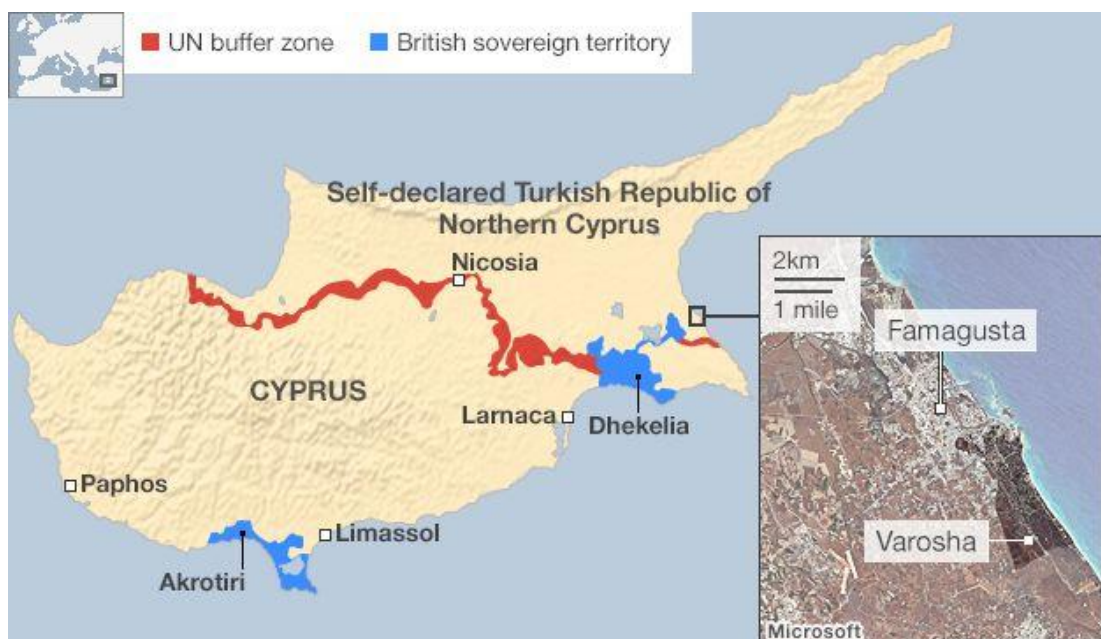 UN buffer zone
British sovereign territory
Self-declared Turkish Republic of
Northern Cyprus
Nicosia
2km
1 mile
Famagusta
CYPRUS
Larnaca
Dhekelia
Paphos
Limassol
Akrotiri
Varosha
Microsoft